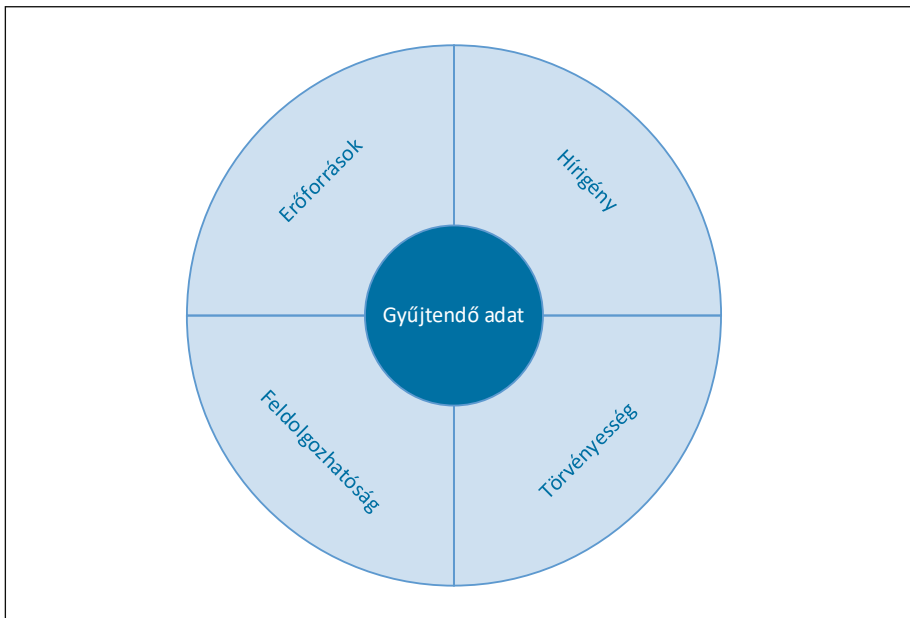 Erőforrások
Hírigény
Gyűjtendő adat
Feldolgozhatóság
Törvényesség